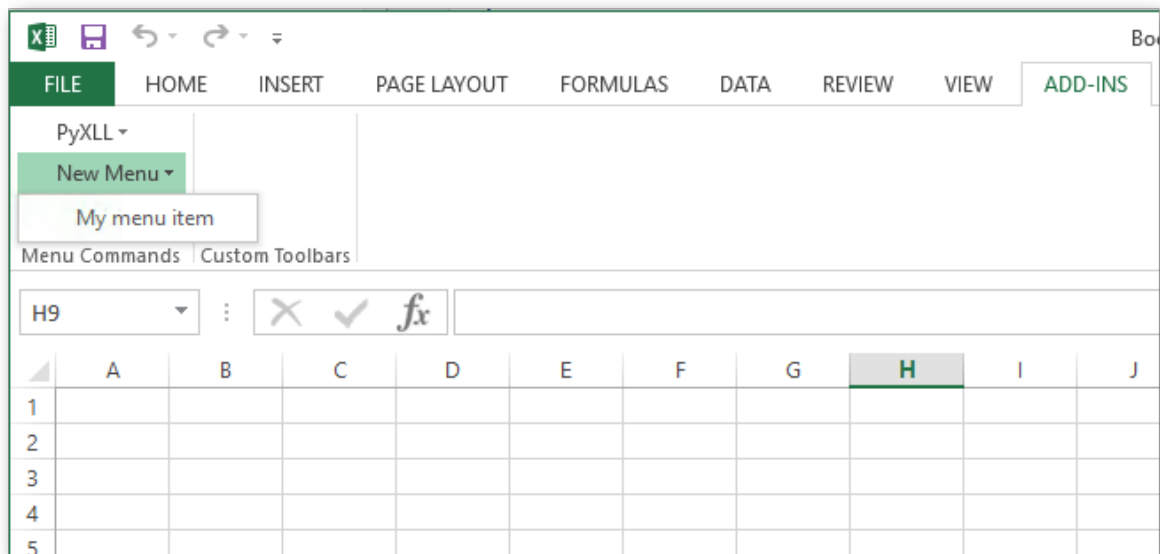 Boo
FILE HOME INSERT PAGE LAYOUT FORMULAS DATA REVIEW VIEW ADD-INS
PyXLL
New Menu
My menu item
Menu Commands Custom Toolbars
H9 fx
A B C D E F G H I J
1
2
3
4
5